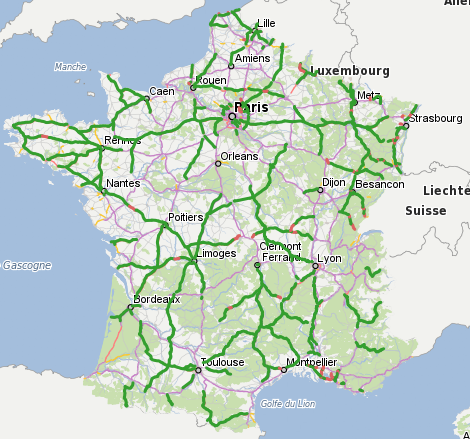 Aller
Lille
Manche
Amiens
Luxembourg
Rouen
Caen
Metz
Paris
Strasbourg
Rennes
Orleans
Nantes
Dijon
Besancon
Liechte
Suisse
Poitiers
Clermont
Ferrand
Limoges
Lyon
Gascogne
Bordeaux
Toulouse
Montpellier
Golfe du Lion
A